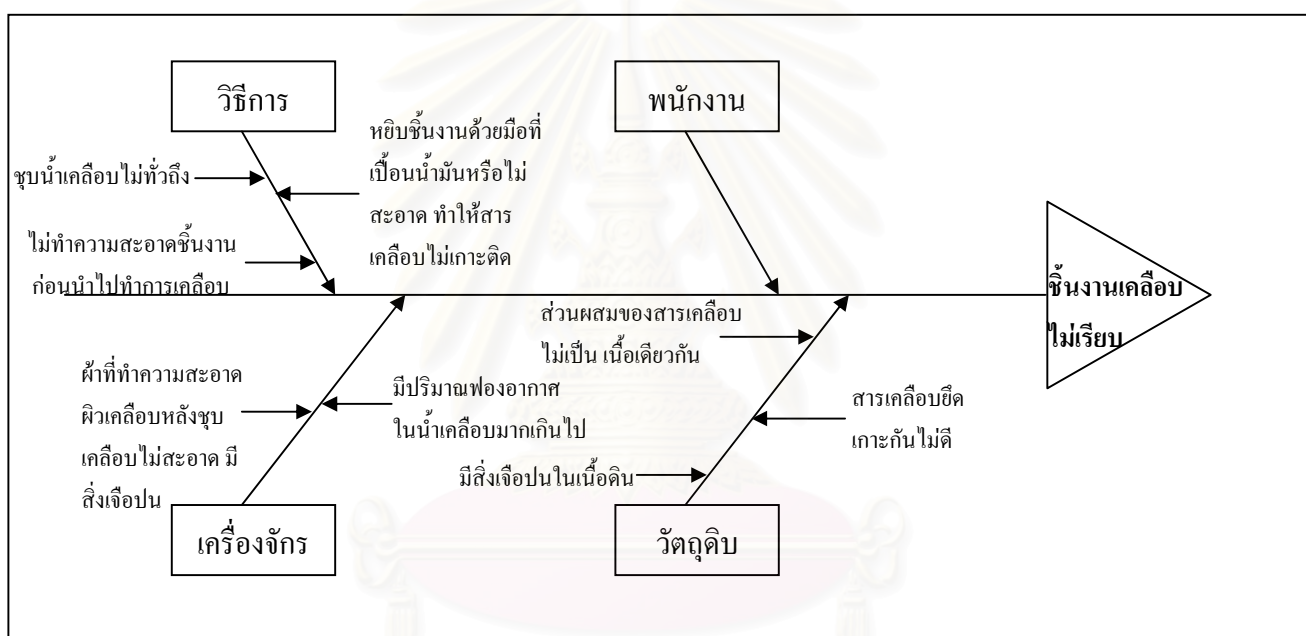 วิธีการ
พนักงาน
หยิบชิ้นงานด้วยมือที่
เปื้อนน้ำมันหรือไม่
สะอาด ทำให้สาร
เคลือบไม่เกาะติด
ชุบน้ำเคลือบไม่ทั่วถึง
ไม่ทำความสะอาดชิ้นงาน
ก่อนนำไปทำการเคลือบ
ชิ้นงานเคลือบ
ไม่เรียบ
ส่วนผสมของสารเคลือบ
ไม่เป็น เนื้อเดียวกัน
ผ้าที่ทำความสะอาด
ผิวเคลือบหลังชุบ
เคลือบไม่สะอาด มี
สิ่งเจือปน
มีปริมาณฟองอากาศ
ในน้ำเคลือบมากเกินไป
สารเคลือบยึด
เกาะกันไม่ดี
มีสิ่งเจือปนในเนื้อดิน
เครื่องจักร
วัตถุดิบ